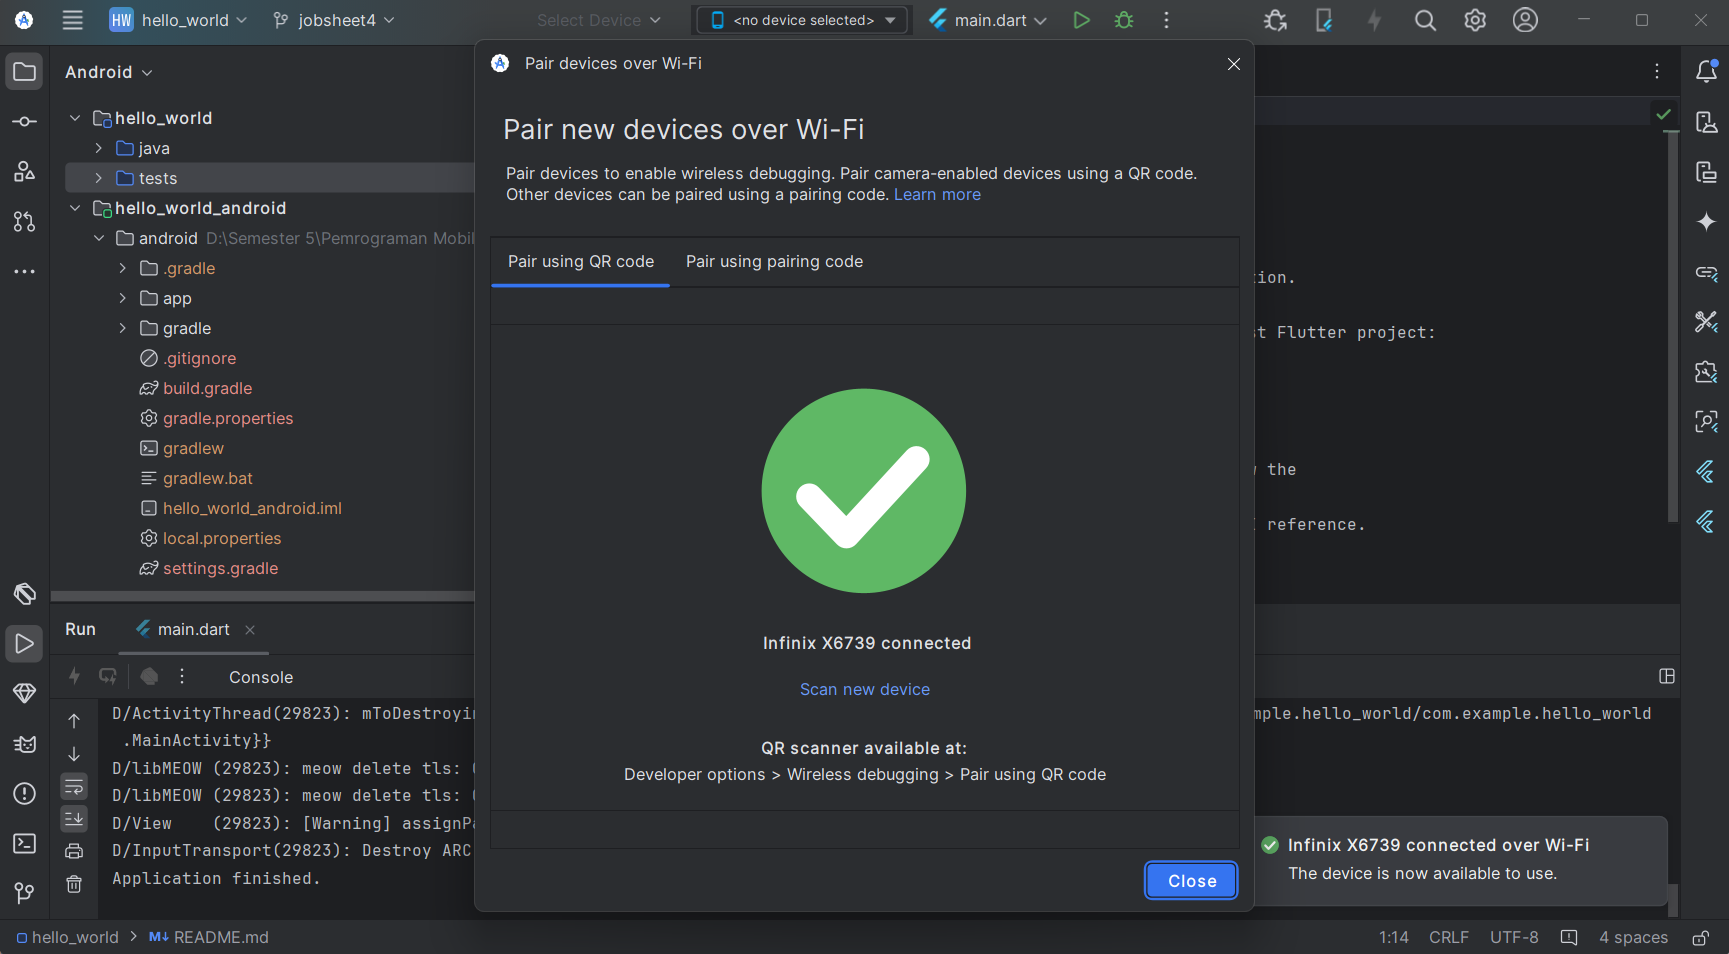 HW hello_world jobsheet4 Select Device <no device selected> main.dart
Android
hello_world
java
tests
hello_world_android
android D:\Semester 5\Pemrograman Mobil
.gradle
app
gradle
.gitignore
build.gradle
gradle.properties
gradlew
gradlew.bat
hello_world_android.iml
local.properties
settings.gradle
Pair devices over Wi-Fi
Pair new devices over Wi-Fi
Pair devices to enable wireless debugging. Pair camera-enabled devices using a QR code.
Other devices can be paired using a pairing code. Learn more
Pair using QR code Pair using pairing code
Infinix X6739 connected
Scan new device
QR scanner available at:
Developer options > Wireless debugging > Pair using QR code
Close
tion.
st Flutter project:
the
reference.
Run main.dart
Console
D/ActivityThread(29823): mToDestroyin
mple.hello_world/com.example.hello_world
.MainActivity}}
D/libMEOW (29823): meow delete tls:
D/libMEOW (29823): meow delete tls:
D/View (29823): [Warning] assignPa
D/InputTransport(29823): Destroy ARC
Application finished.
Infinix X6739 connected over Wi-Fi
The device is now available to use.
hello_world > M↓ README.md
1:14 CRLF UTF-8 4 spaces